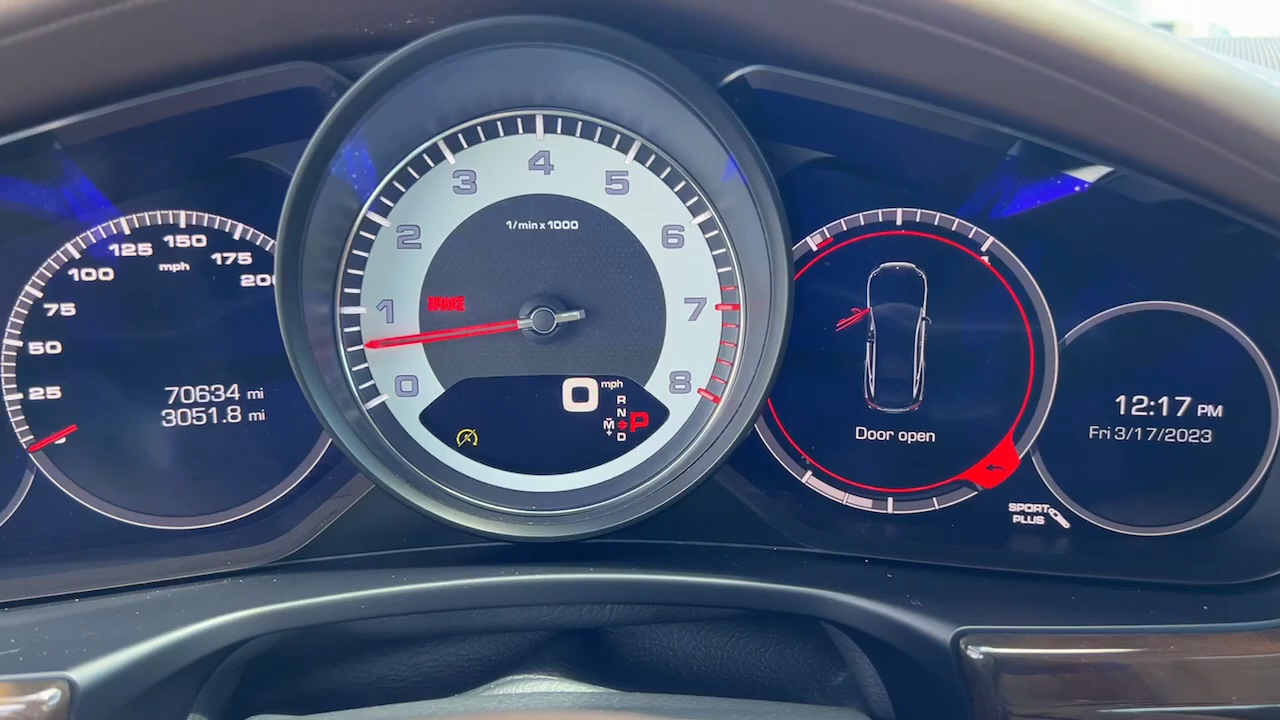 200
175
150
125
100
75
50
25
mph
70634 mi
3051.8 mi
0
1
2
3
4
5
6
7
8
1/min x 1000
BRAKE
0 mph
R
N
P
M
+
D
Door open
SPORT
PLUS
12:17 PM
Fri 3/17/2023